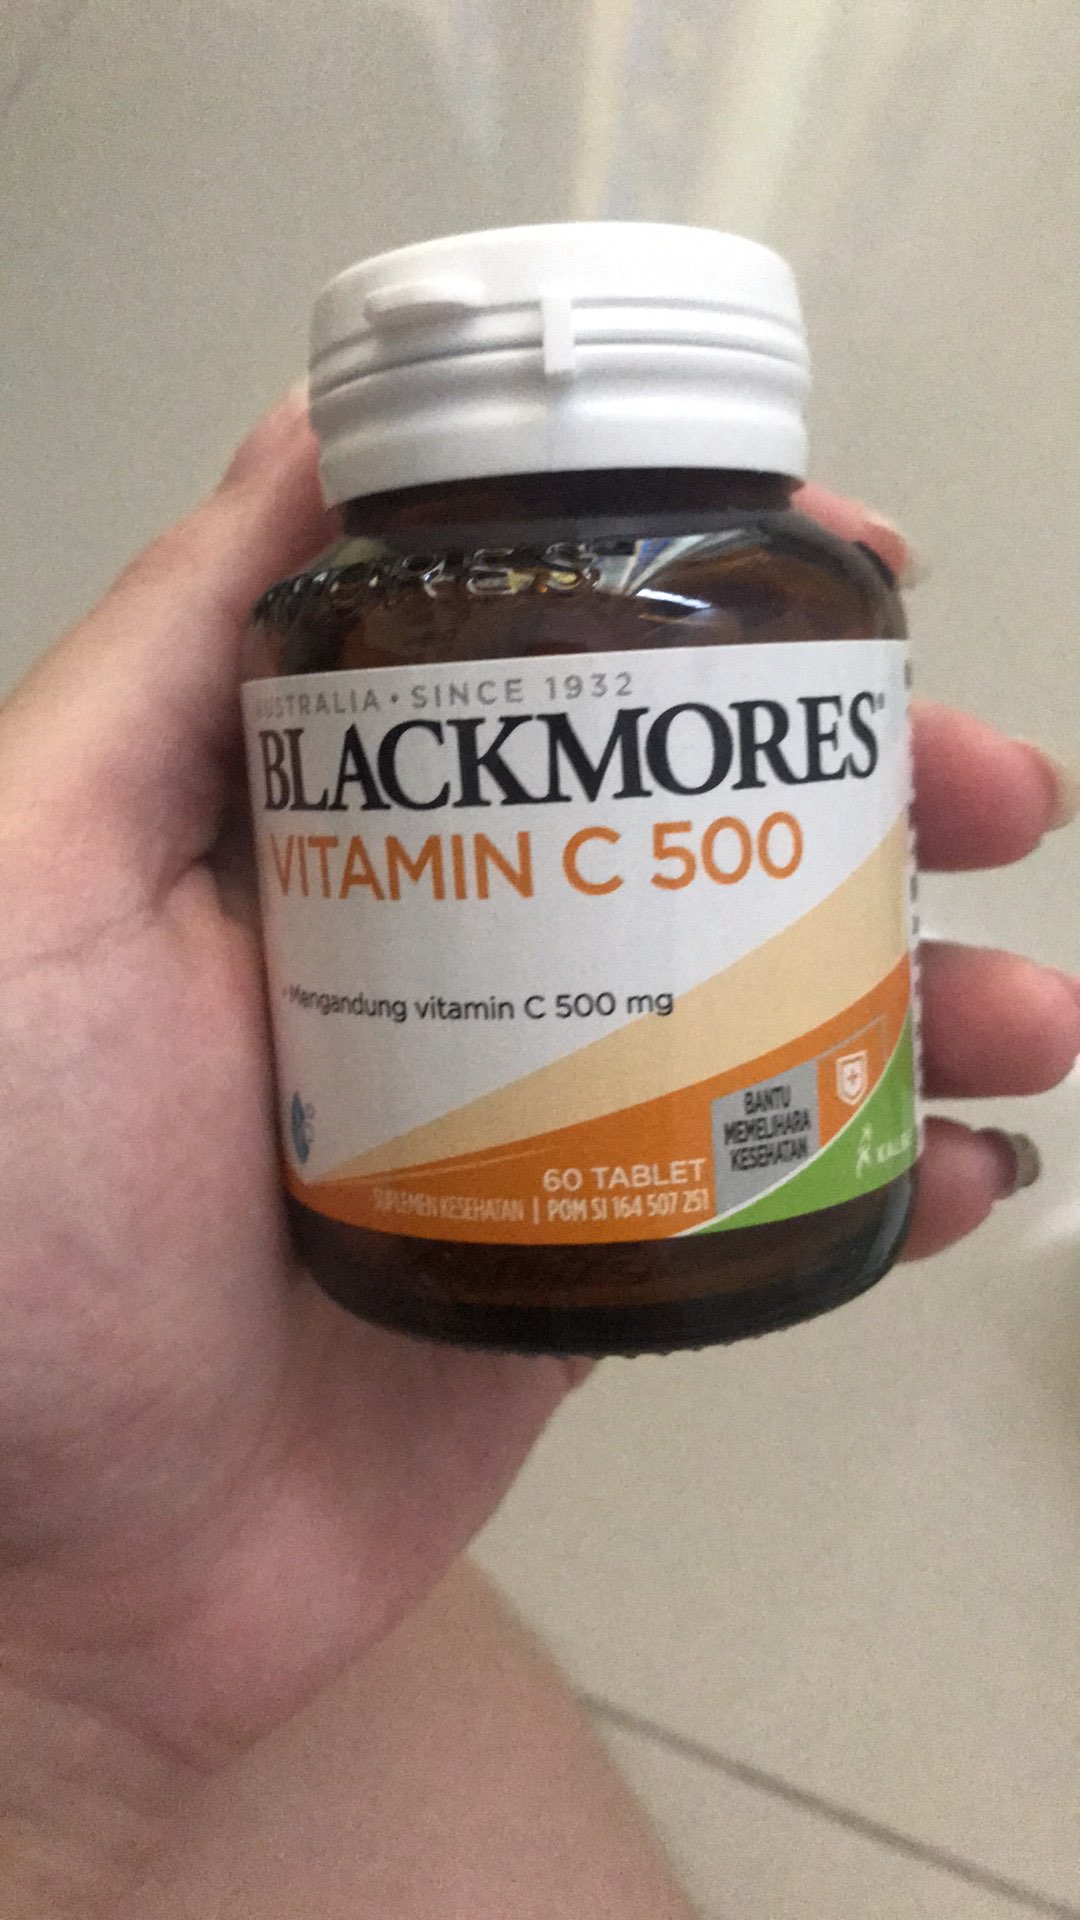 AUSTRALIA • SINCE 1932
BLACKMORES®
VITAMIN C 500
• Mengandung vitamin C 500 mg
BANTU
MEMELIHARA
KESEHATAN
60 TABLET
SUPLEMEN KESEHATAN | POM SI 164 507 251